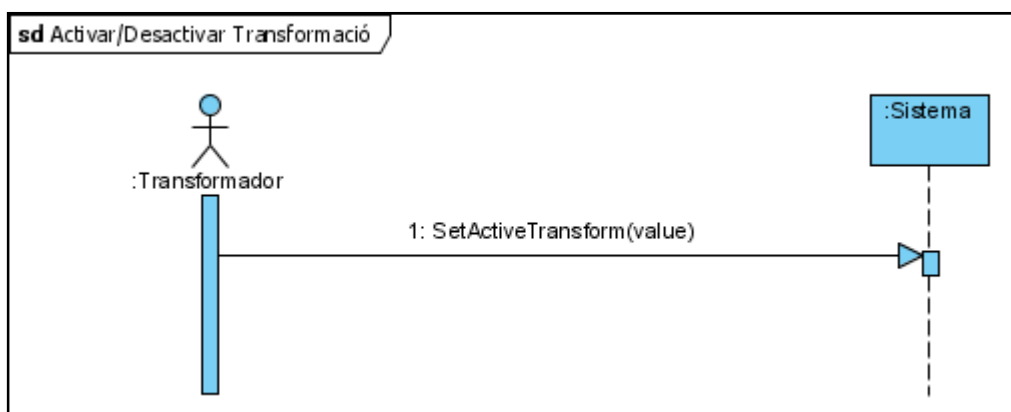 sd Activar/Desactivar Transformació
:Sistema
:Transformador
1: SetActiveTransform(value)